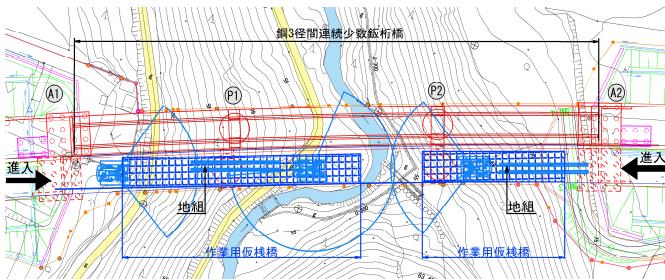 鋼3径間連続少数鈑桁橋
A1
P1
P2
A2
進入
進入
地組
地組
作業用仮桟橋
作業用仮桟橋